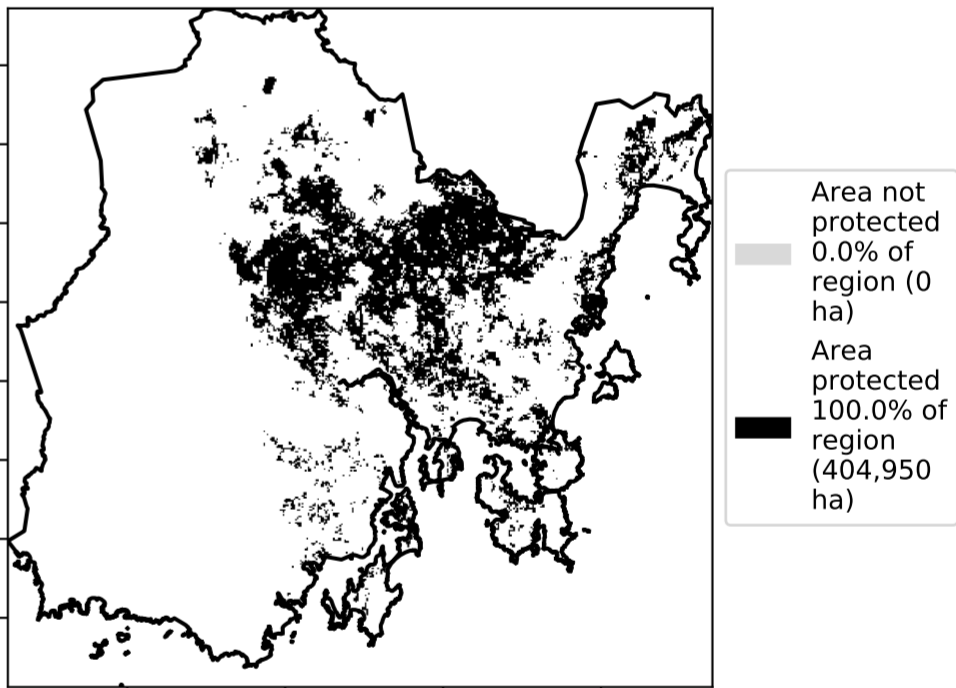 Area not
protected
0.0% of
region (0
ha)
Area
protected
100.0% of
region
(404,950
ha)